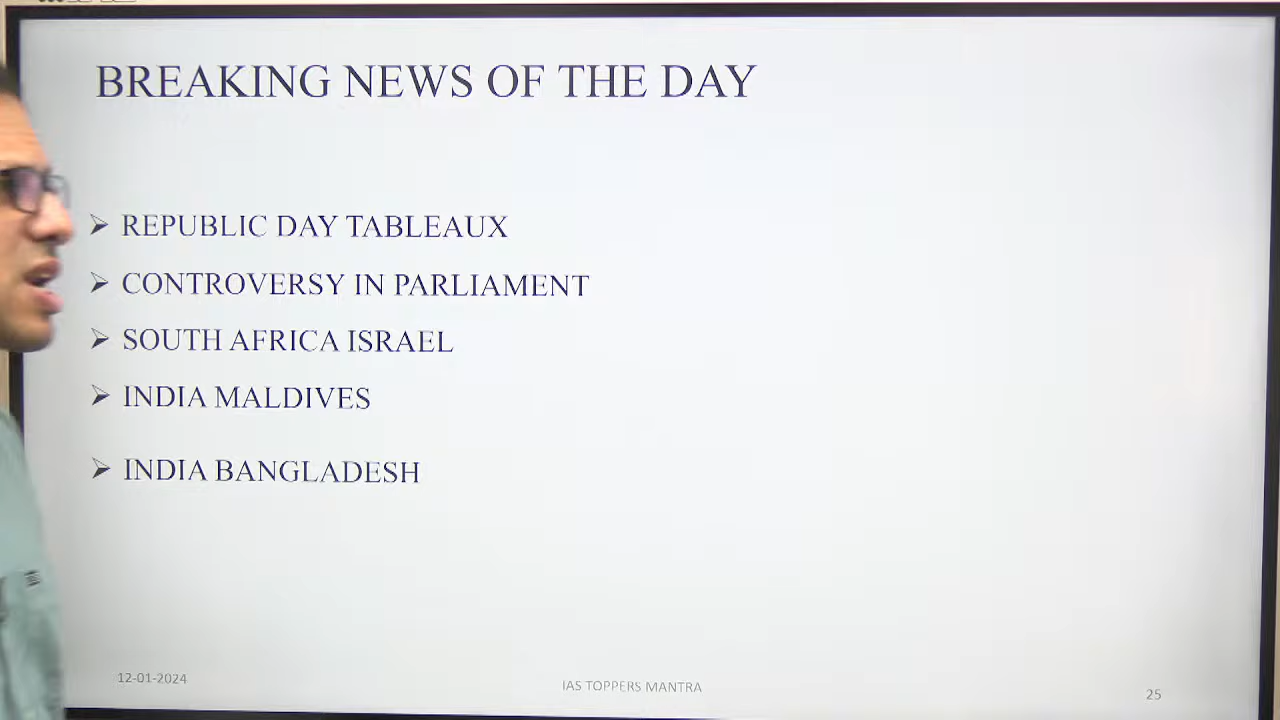 BREAKING NEWS OF THE DAY
➢ REPUBLIC DAY TABLEAUX
➢ CONTROVERSY IN PARLIAMENT
➢ SOUTH AFRICA ISRAEL
➢ INDIA MALDIVES
➢ INDIA BANGLADESH
12-01-2024
IAS TOPPERS MANTRA
25